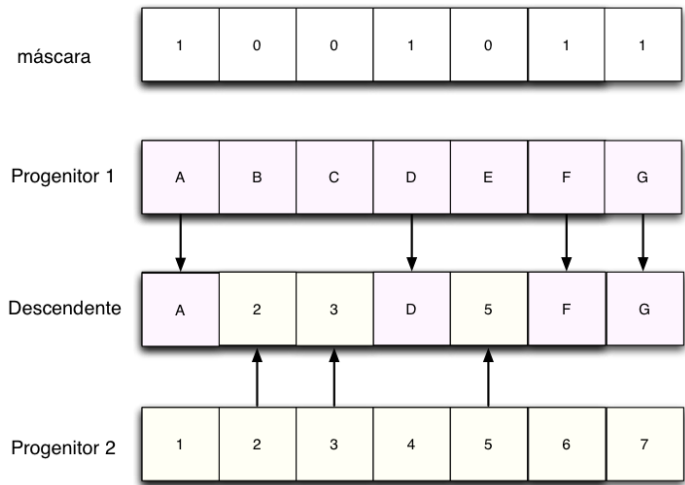 máscara 1 0 0 1 0 1 1
Progenitor 1 A B C D E F G
Descendente A 2 3 D 5 F G
Progenitor 2 1 2 3 4 5 6 7